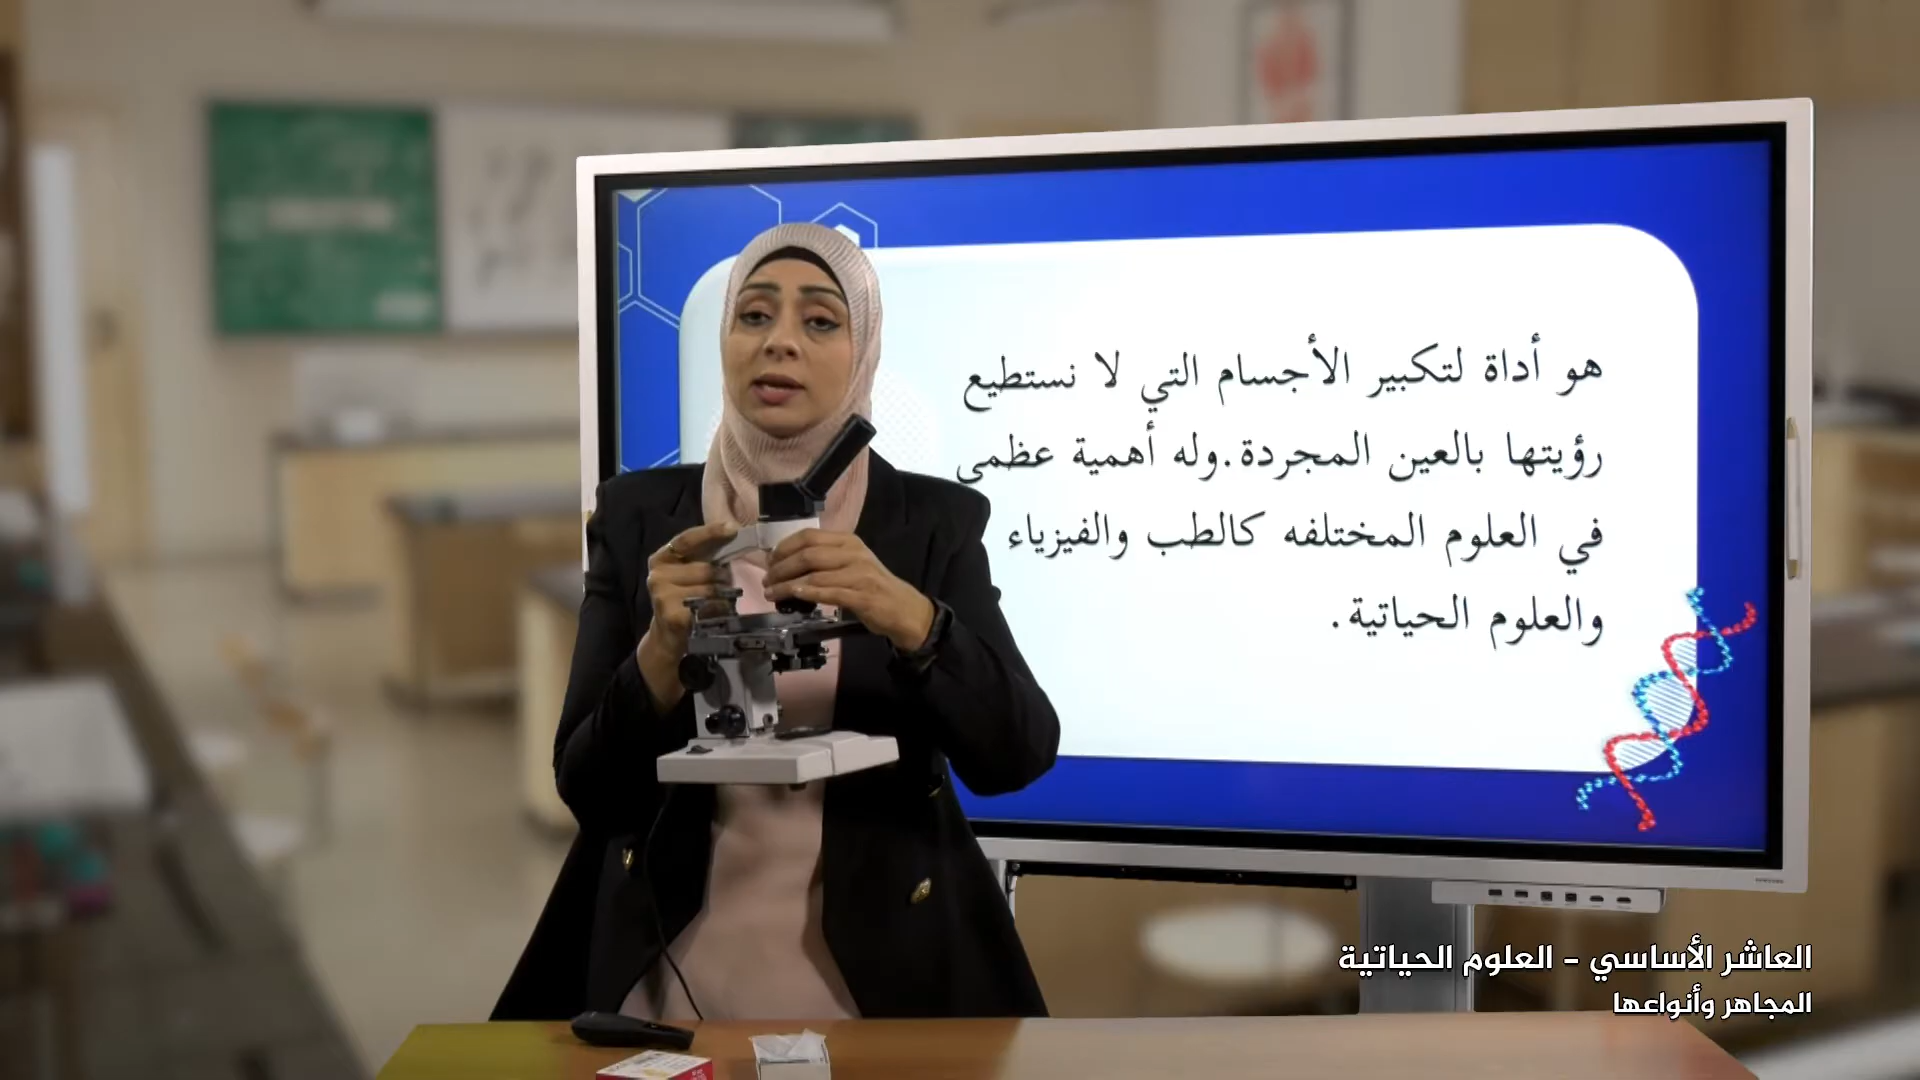 هو أداة لتكبير الأجسام التي لا نستطيع
رؤيتها بالعين المجردة.وله أهمية عظمى
في العلوم المختلفه كالطب والفيزياء
والعلوم الحياتية.
العاشر الأساسي - العلوم الحياتية
المجاهر وأنواعها